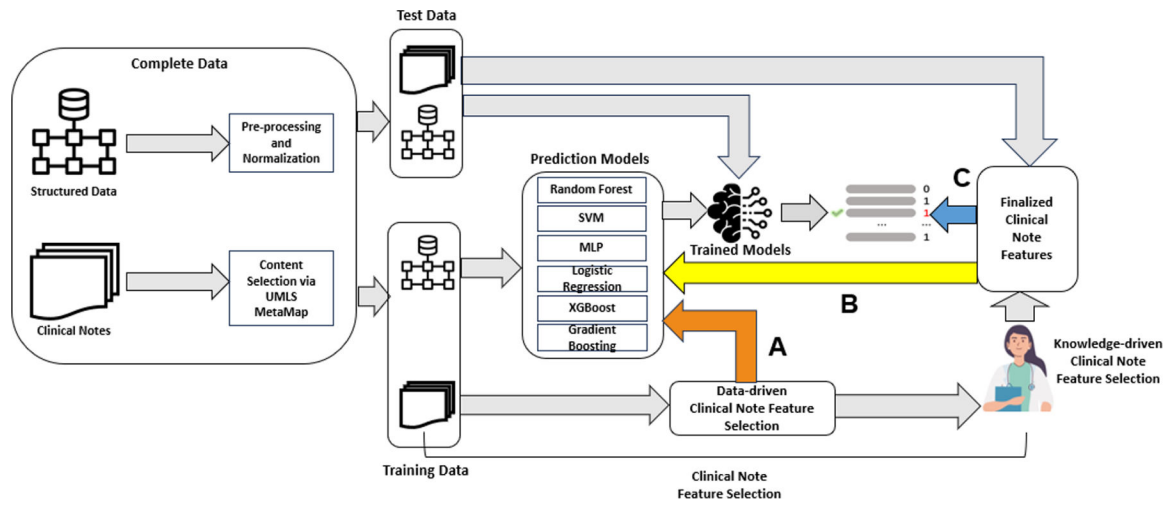 Test Data
Complete Data
Pre-processing
and
Normalization
Structured Data
Content
Selection via
UMLS
MetaMap
Clinical Notes
Prediction Models
Random Forest
SVM
MLP
Logistic
Regression
XGBoost
Gradient
Boosting
Trained Models
0
1
1
... ...
1
C
Finalized
Clinical
Note
Features
B
A
Data-driven
Clinical Note Feature
Selection
Knowledge-driven
Clinical Note
Feature Selection
Training Data
Clinical Note
Feature Selection